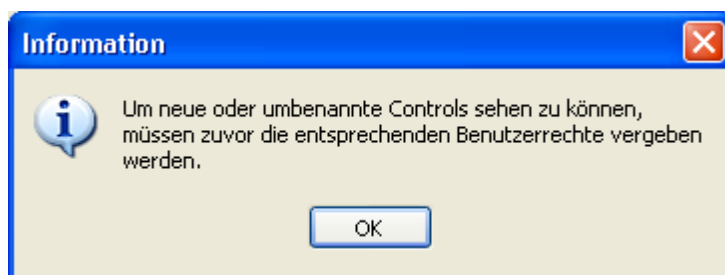 Information
Um neue oder umbenannte Controls sehen zu können,
müssen zuvor die entsprechenden Benutzerrechte vergeben
werden.
OK